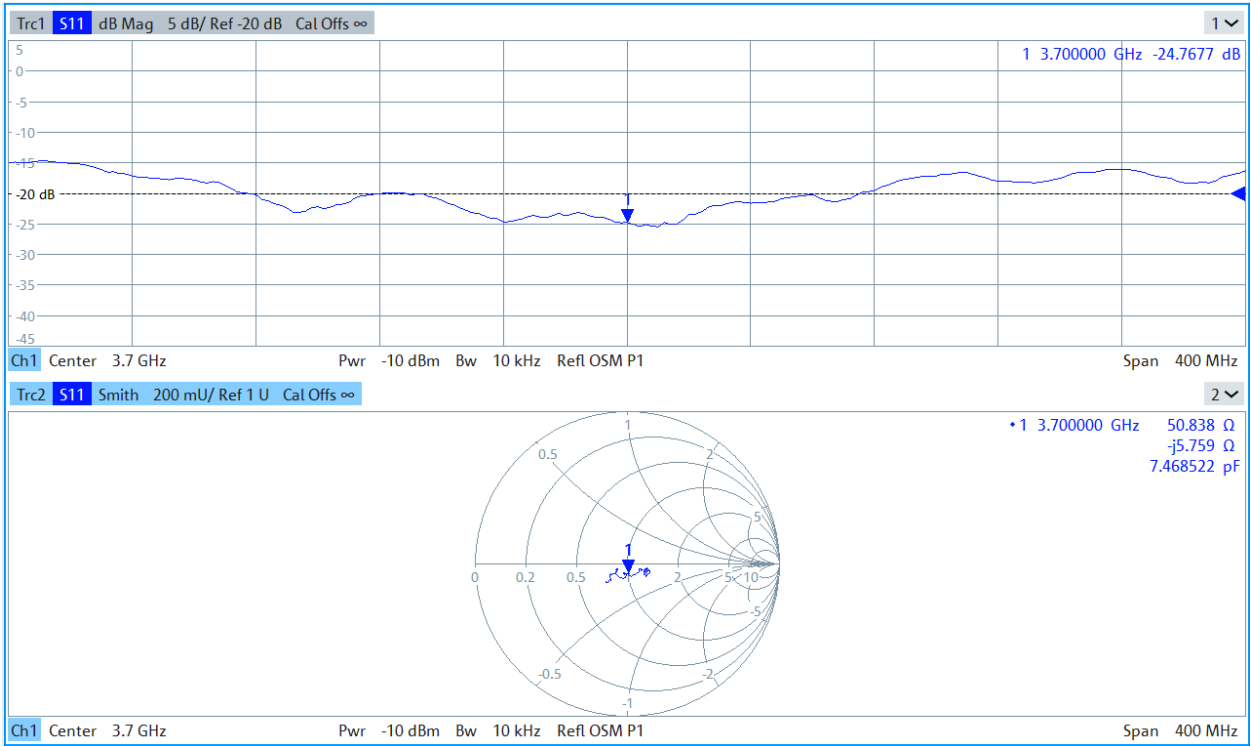 Trc1 S11 dB Mag 5 dB/ Ref -20 dB Cal Offs ∞ 1
1 3.700000 GHz -24.7677 dB
5
0
-5
-10
-15
-20 dB
-25
-30
-35
-40
-45
Ch1 Center 3.7 GHz Pwr -10 dBm Bw 10 kHz Refl OSM P1 Span 400 MHz
Trc2 S11 Smith 200 mU/ Ref 1 U Cal Offs ∞ 2
•1 3.700000 GHz 50.838 Ω
-j5.759 Ω
7.468522 pF
1
0.5 2
5
1
0 0.2 0.5 2 5 10
-5
-0.5 -2
-1
Ch1 Center 3.7 GHz Pwr -10 dBm Bw 10 kHz Refl OSM P1 Span 400 MHz